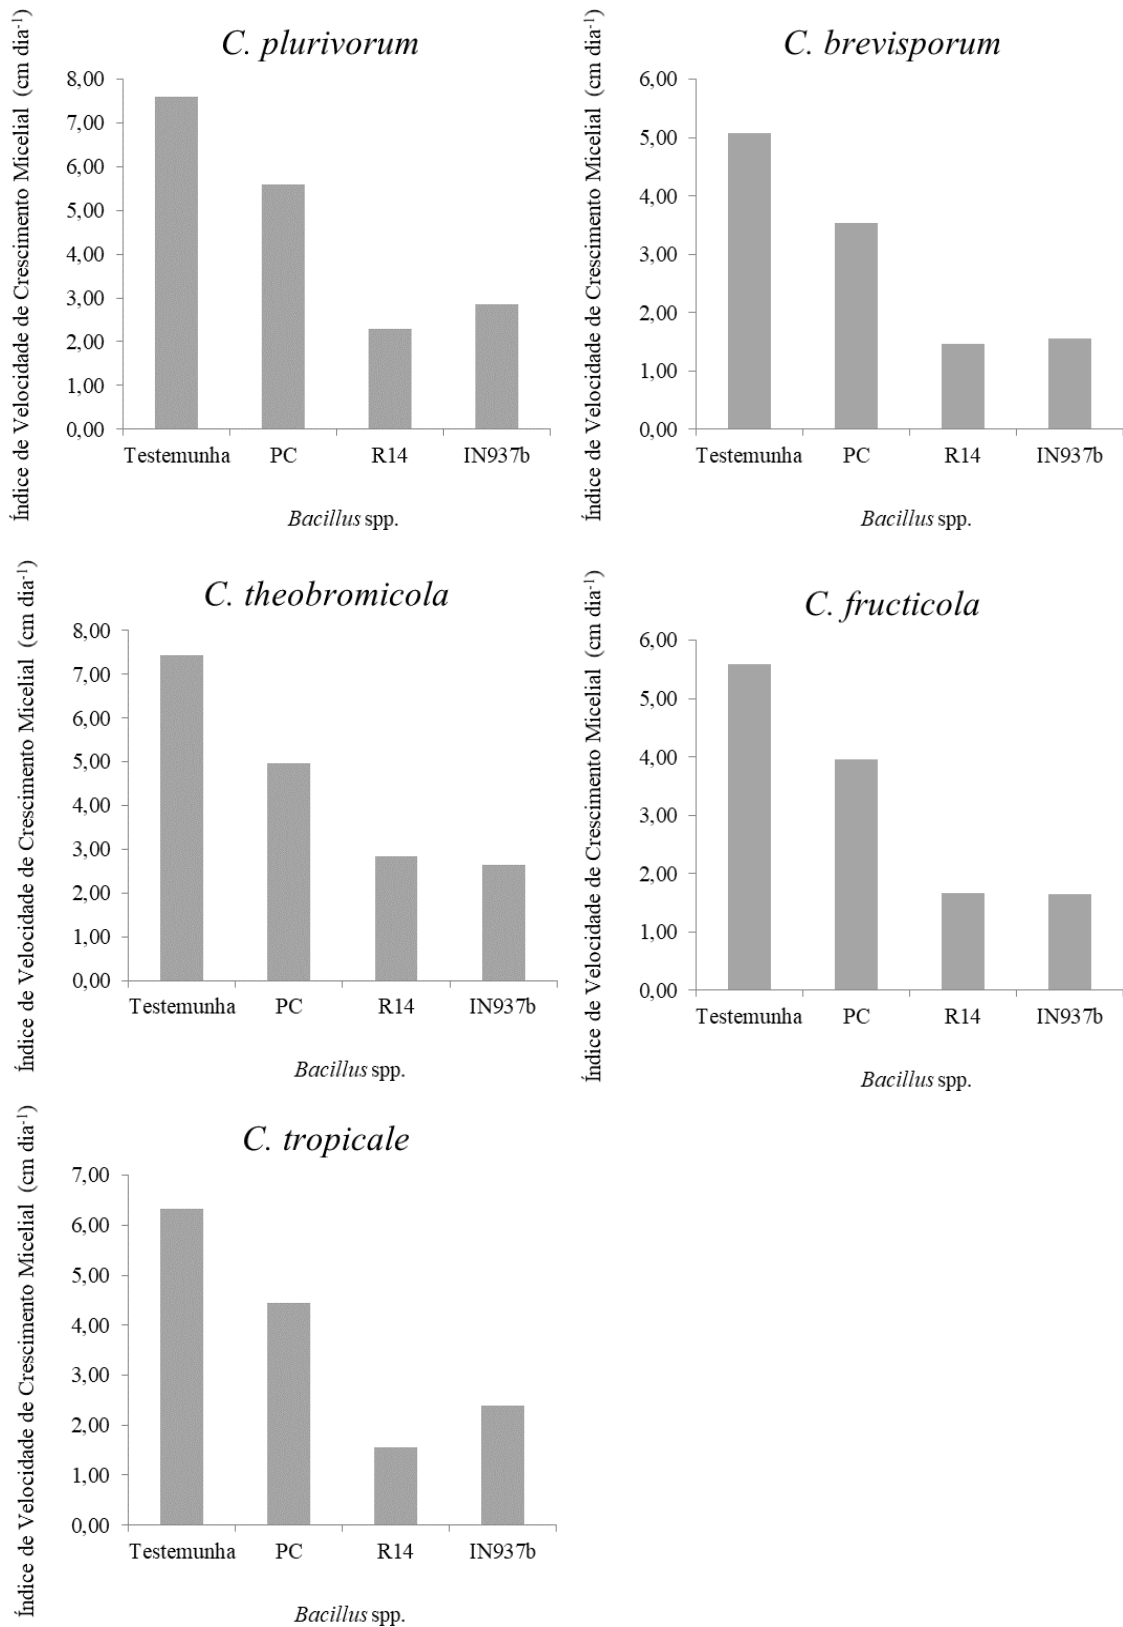 C. plurivorum
Índice de Velocidade de Crescimento Micelial (cm dia-1)
8,00
7,00
6,00
5,00
4,00
3,00
2,00
1,00
0,00
Testemunha PC R14 IN937b
Bacillus spp.
C. brevisporum
Índice de Velocidade de Crescimento Micelial (cm dia-1)
6,00
5,00
4,00
3,00
2,00
1,00
0,00
Testemunha PC R14 IN937b
Bacillus spp.
C. theobromicola
Índice de Velocidade de Crescimento Micelial (cm dia-1)
8,00
7,00
6,00
5,00
4,00
3,00
2,00
1,00
0,00
Testemunha PC R14 IN937b
Bacillus spp.
C. fructicola
Índice de Velocidade de Crescimento Micelial (cm dia-1)
6,00
5,00
4,00
3,00
2,00
1,00
0,00
Testemunha PC R14 IN937b
Bacillus spp.
C. tropicale
Índice de Velocidade de Crescimento Micelial (cm dia-1)
7,00
6,00
5,00
4,00
3,00
2,00
1,00
0,00
Testemunha PC R14 IN937b
Bacillus spp.